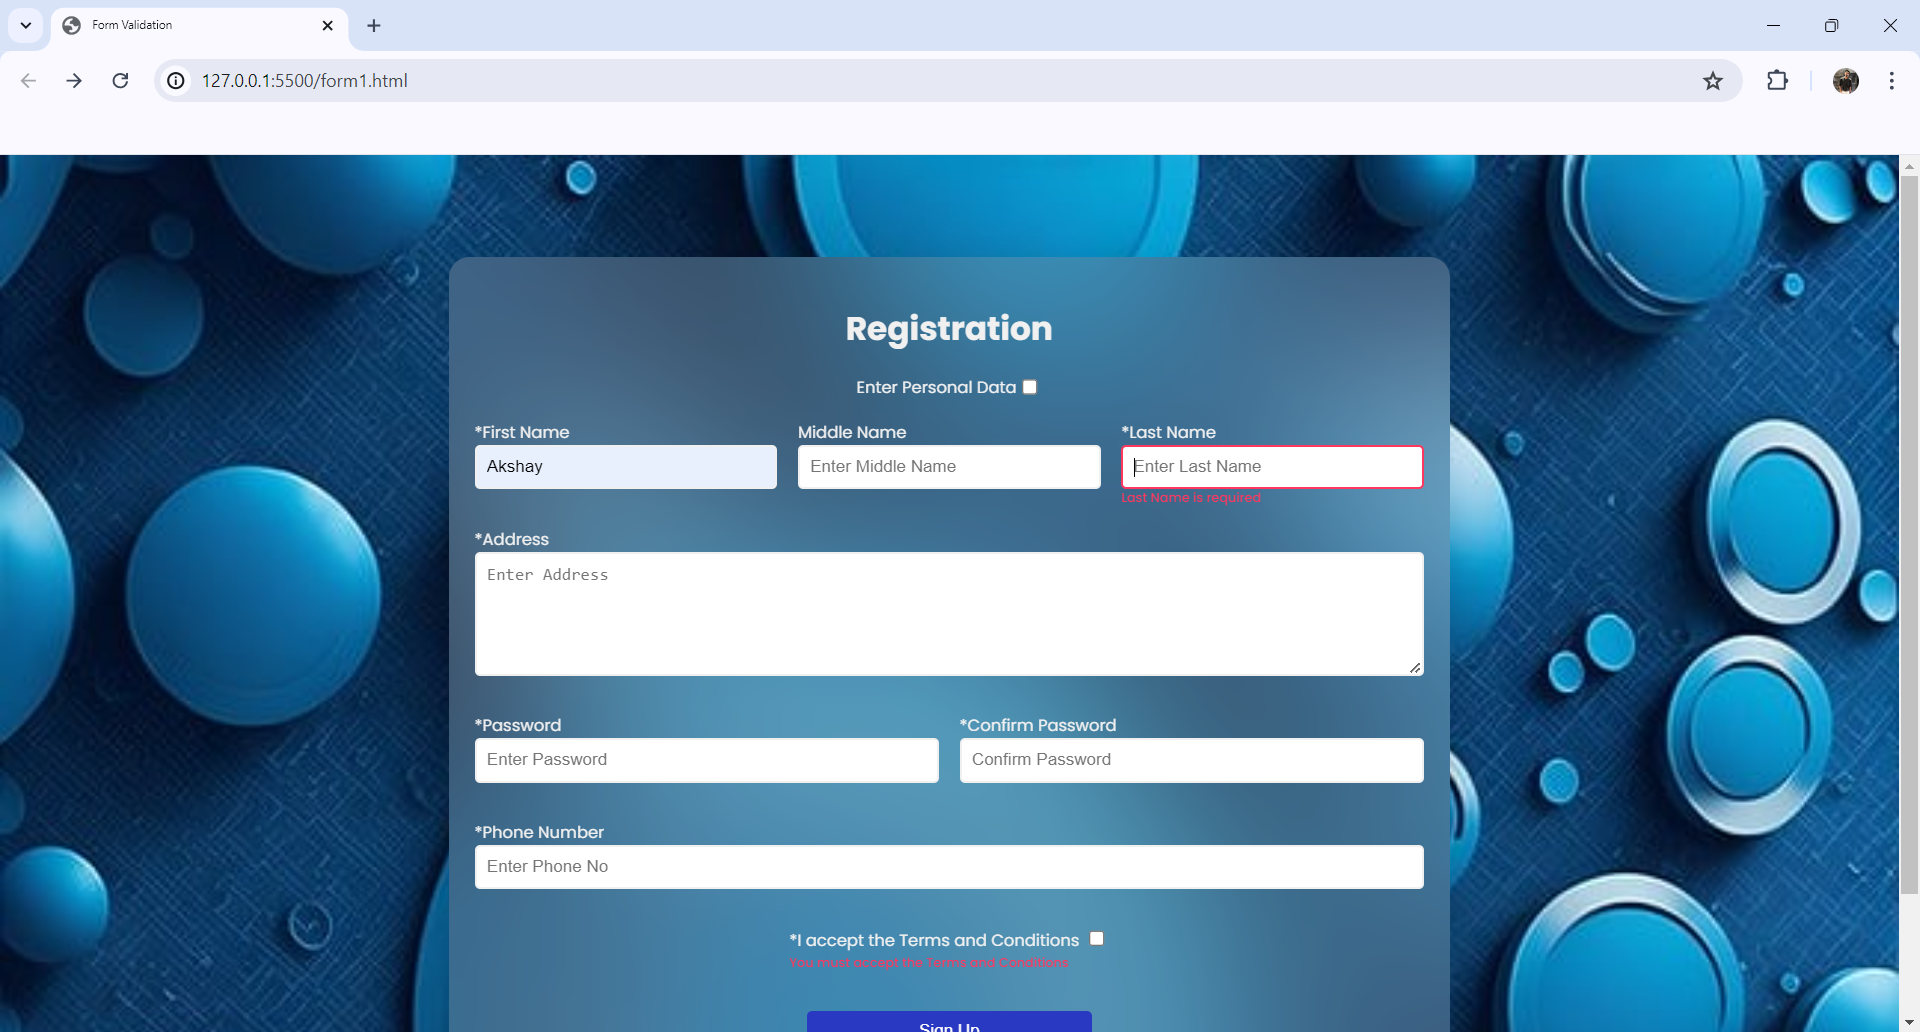 Form Validation
127.0.0.1:5500/form1.html
Registration
Enter Personal Data
*First Name Middle Name *Last Name
Akshay Enter Middle Name Enter Last Name
Last Name is required
*Address
Enter Address
*Password *Confirm Password
Enter Password Confirm Password
*Phone Number
Enter Phone No
*I accept the Terms and Conditions
You must accept the Terms and Conditions
Sign Up